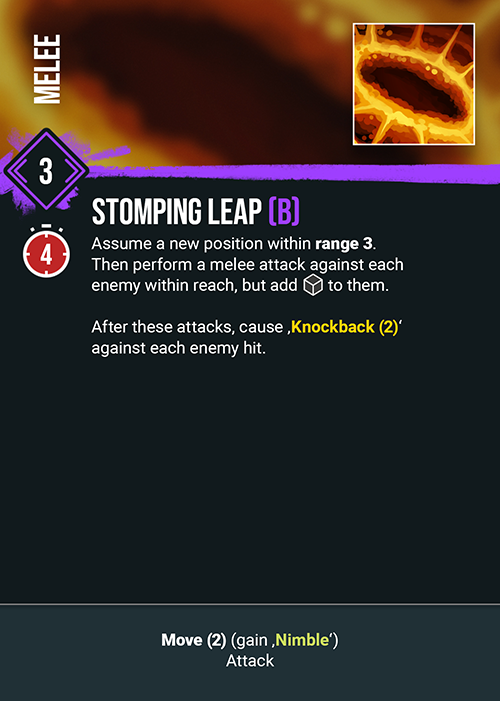 MELEE
3
STOMPING LEAP (B)
4
Assume a new position within range 3.
Then perform a melee attack against each
enemy within reach, but add to them.
After these attacks, cause ‚Knockback (2)‘
against each enemy hit.
Move (2) (gain ‚Nimble‘)
Attack